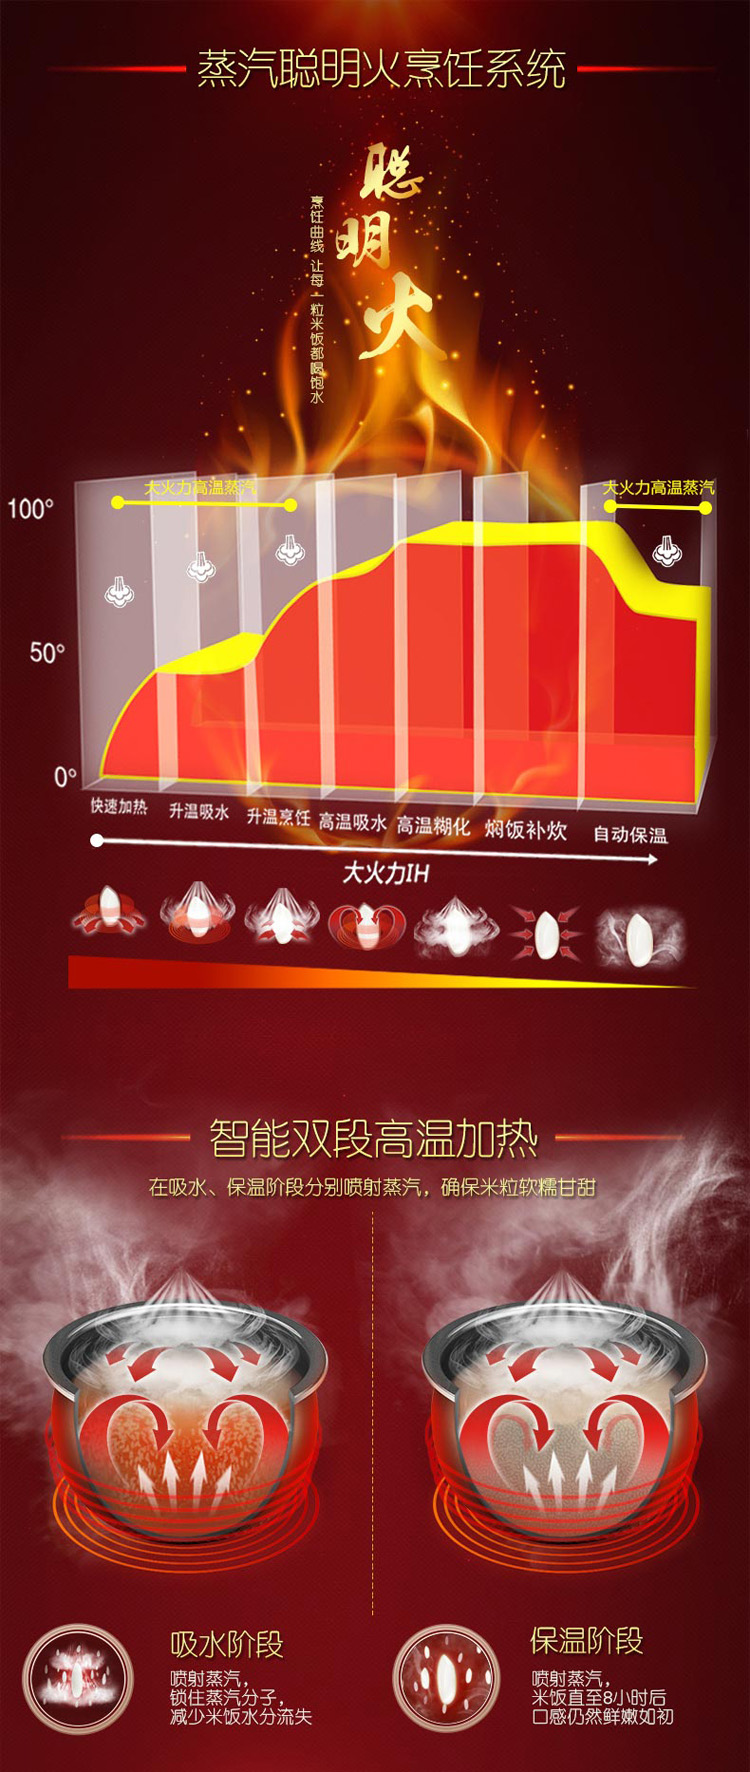 蒸汽聪明火烹饪系统
聪明火
烹饪曲线 让每一粒米饭都喝饱水
大火力高温蒸汽
大火力高温蒸汽
100°
50°
0°
快速加热
升温吸水
升温烹饪
高温吸水
高温糊化
焖饭补炊
自动保温
大火力IH
智能双段高温加热
在吸水、保温阶段分别喷射蒸汽，确保米粒软糯甘甜
吸水阶段
喷射蒸汽，
锁住蒸汽分子，
减少米饭水分流失
保温阶段
喷射蒸汽，
米饭直至8小时后
口感仍然鲜嫩如初